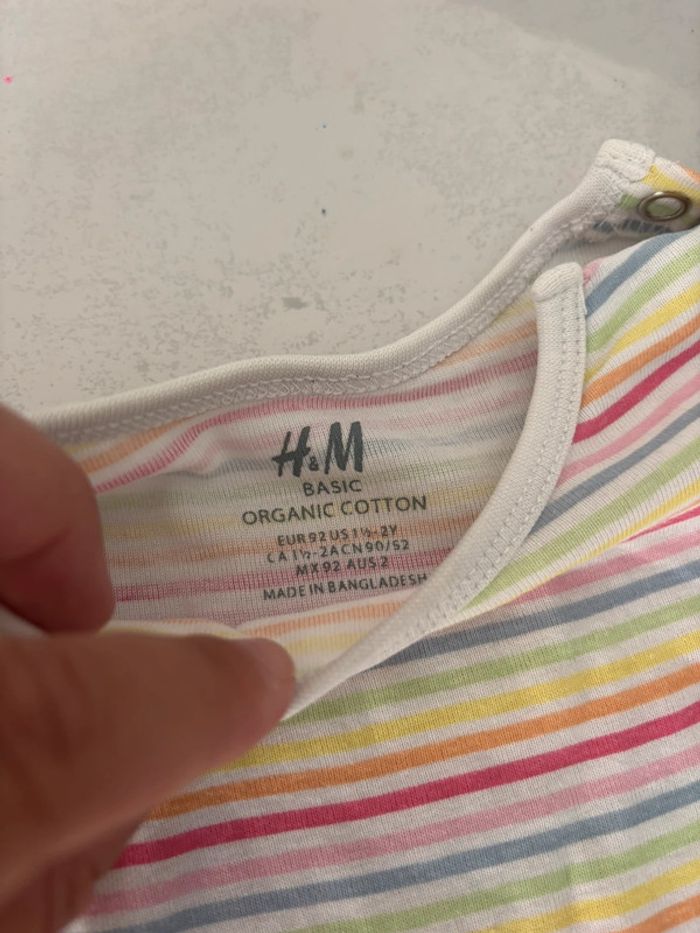 H&M
BASIC
ORGANIC COTTON
EUR 92 US 1½-2Y
CA 1½-2A CN 90/52
MX 92 AUS 2
MADE IN BANGLADESH